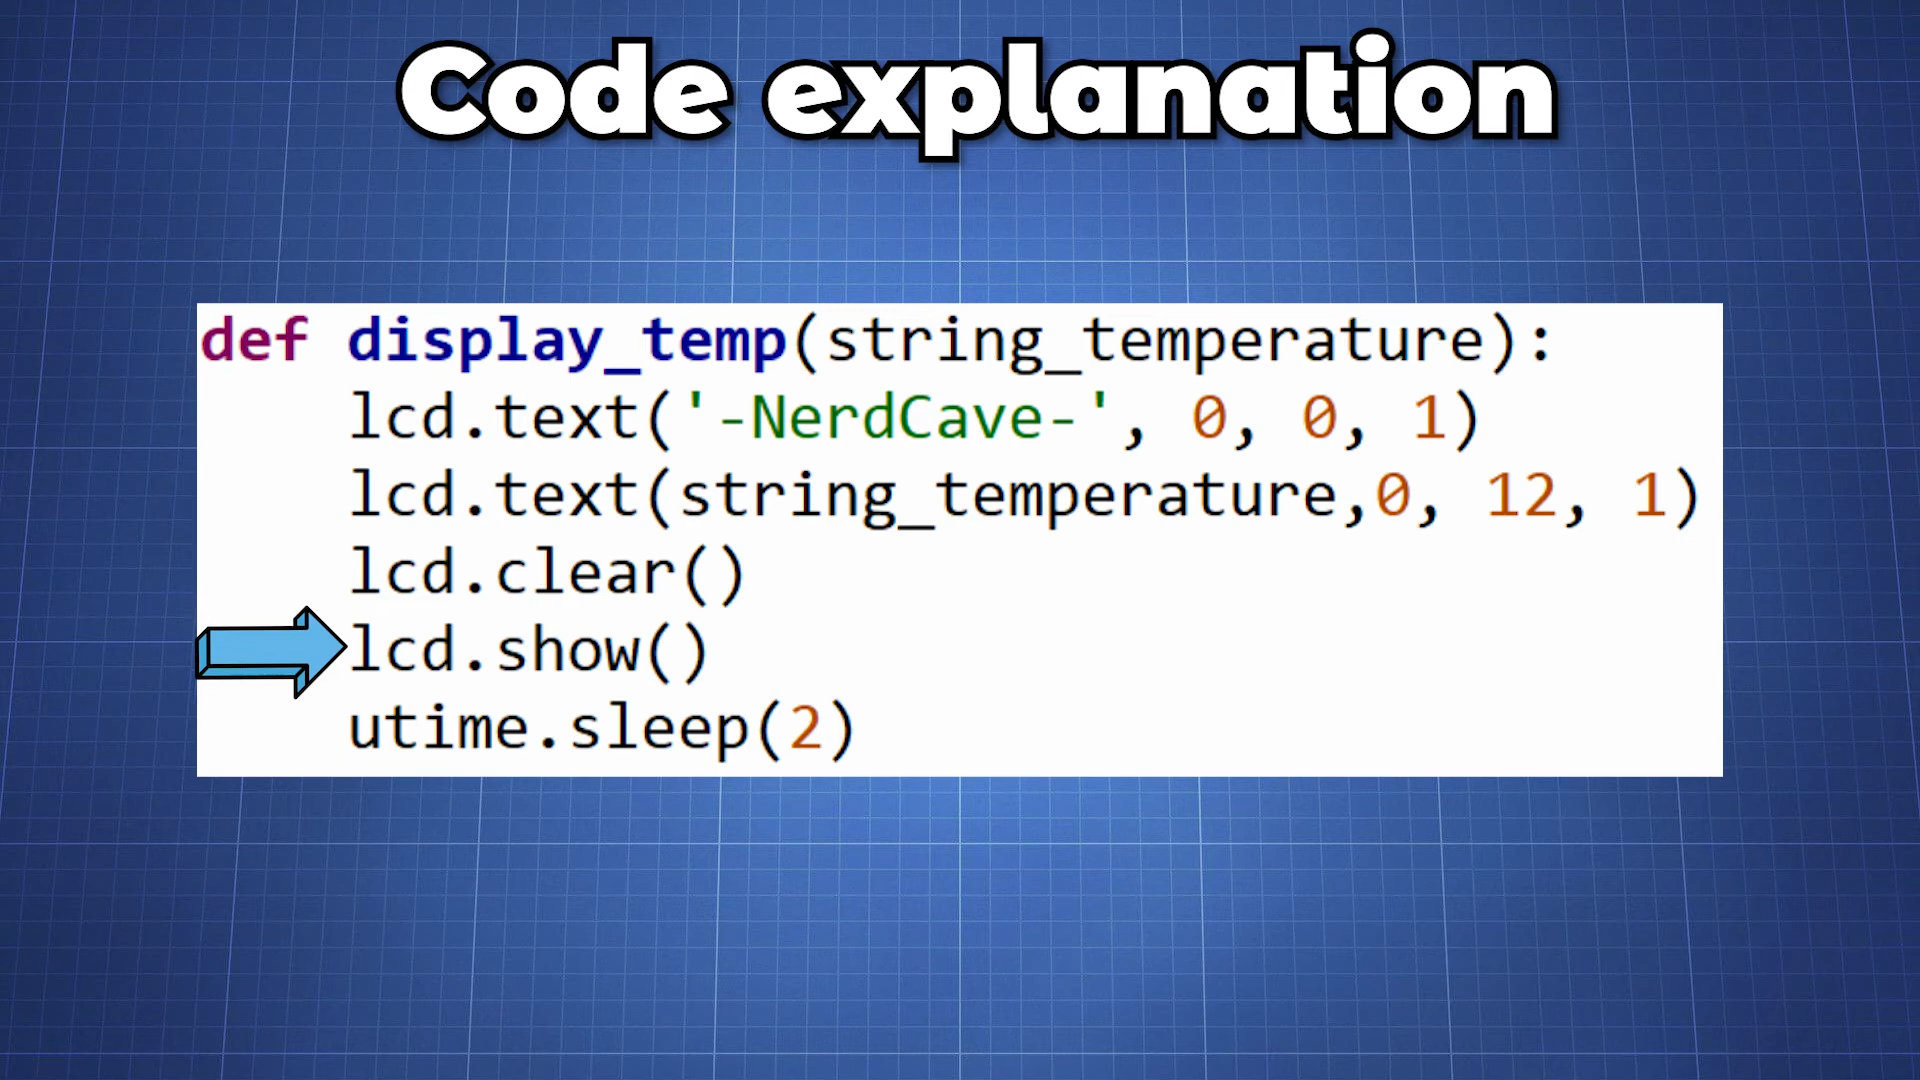 Code explanation
def display_temp(string_temperature):
    lcd.text('-NerdCave-', 0, 0, 1)
    lcd.text(string_temperature,0, 12, 1)
    lcd.clear()
    lcd.show()
    utime.sleep(2)